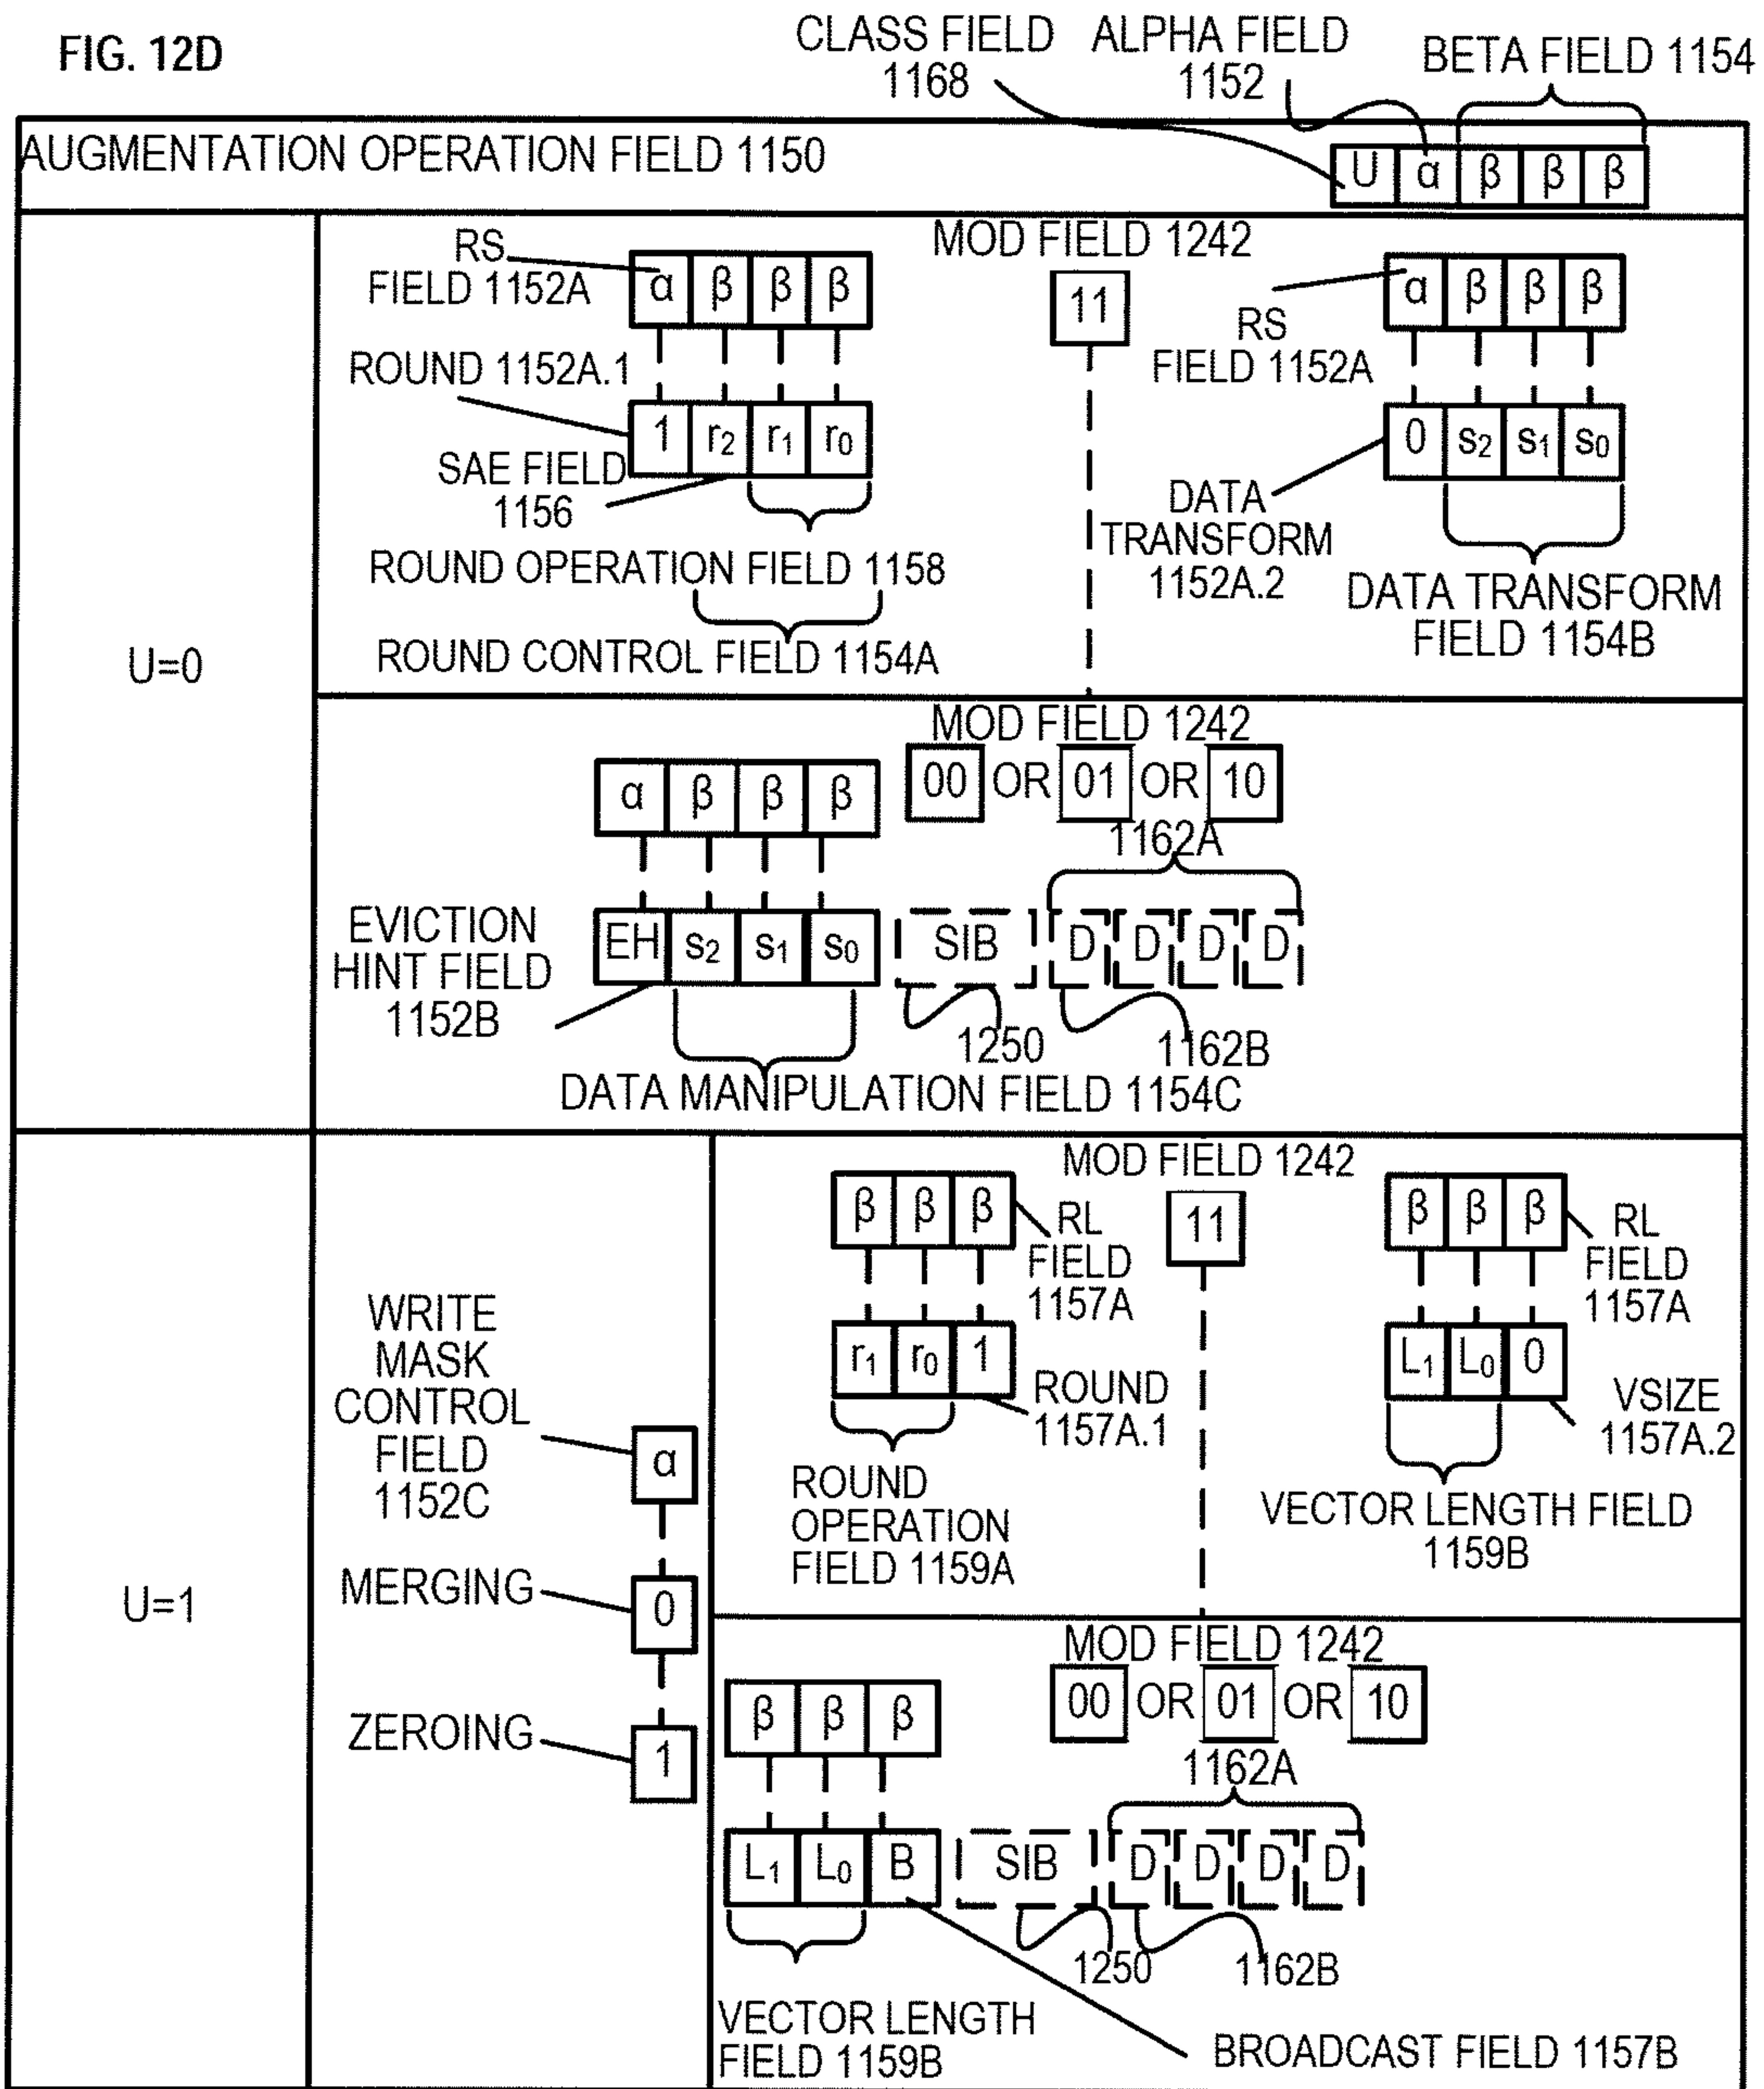 FIG. 12D
CLASS FIELD
1168
ALPHA FIELD
1152
BETA FIELD 1154
AUGMENTATION OPERATION FIELD 1150
U α β β β
U=0
RS
FIELD 1152A
α β β β
MOD FIELD 1242
11
α β β β
RS
FIELD 1152A
ROUND 1152A.1
1 r2 r1 r0
SAE FIELD
1156
ROUND OPERATION FIELD 1158
ROUND CONTROL FIELD 1154A
0 s2 s1 s0
DATA
TRANSFORM
1152A.2
DATA TRANSFORM
FIELD 1154B
MOD FIELD 1242
00 OR 01 OR 10
α β β β
1162A
EVICTION
HINT FIELD
1152B
EH s2 s1 s0 SIB D D D D
1250
1162B
DATA MANIPULATION FIELD 1154C
U=1
WRITE
MASK
CONTROL
FIELD
1152C
α
MERGING
0
ZEROING
1
MOD FIELD 1242
11
β β β
RL
FIELD
1157A
r1 r0 1
ROUND
1157A.1
ROUND
OPERATION
FIELD 1159A
β β β
RL
FIELD
1157A
L1 L0 0
VSIZE
1157A.2
VECTOR LENGTH FIELD
1159B
MOD FIELD 1242
00 OR 01 OR 10
β β β
1162A
L1 L0 B SIB D D D D
1250
1162B
VECTOR LENGTH
FIELD 1159B
BROADCAST FIELD 1157B